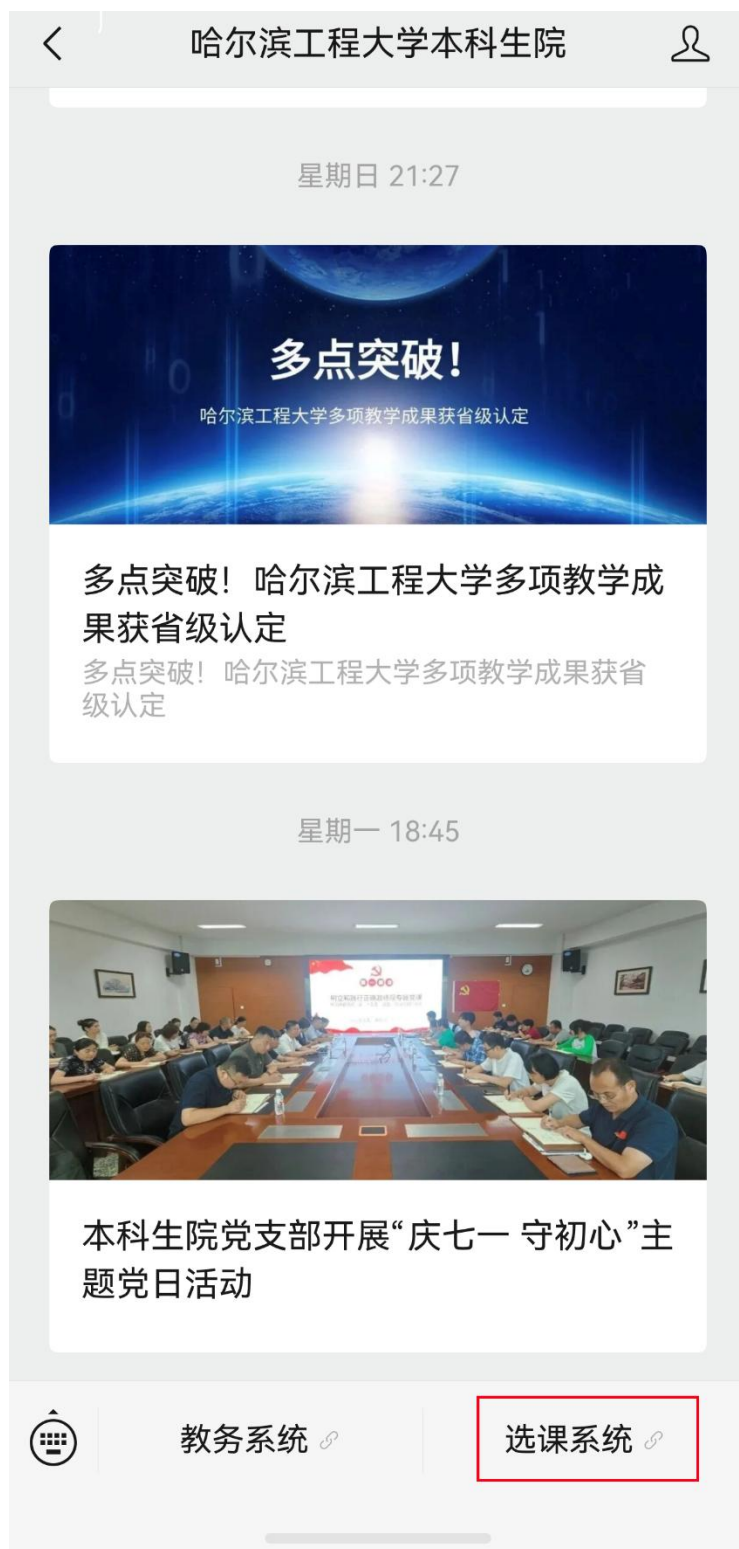 哈尔滨工程大学本科生院
星期日 21:27
多点突破！
哈尔滨工程大学多项教学成果获省级认定
多点突破！哈尔滨工程大学多项教学成
果获省级认定
多点突破！哈尔滨工程大学多项教学成果获省
级认定
星期一 18:45
本科生院党支部开展“庆七一 守初心”主
题党日活动
教务系统
选课系统